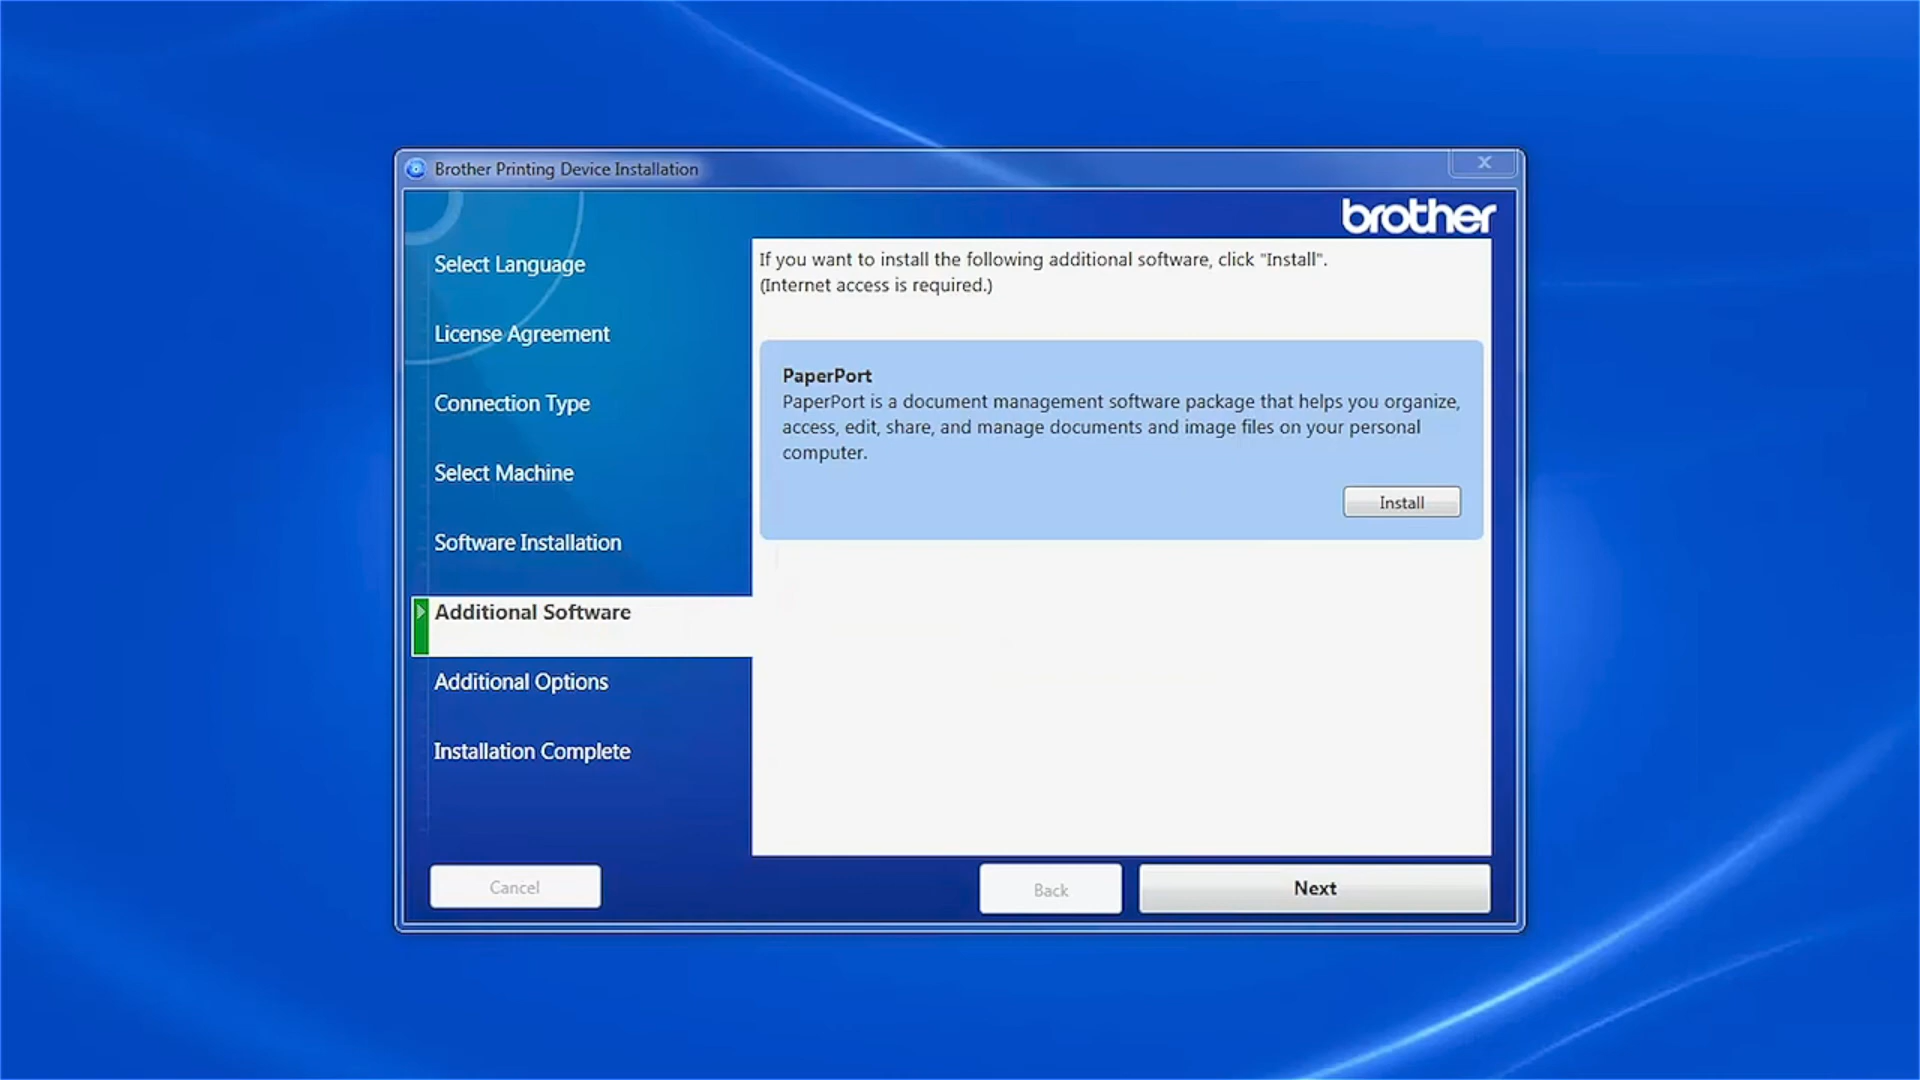 Brother Printing Device Installation
brother
Select Language
License Agreement
Connection Type
Select Machine
Software Installation
Additional Software
Additional Options
Installation Complete
If you want to install the following additional software, click "Install".
(Internet access is required.)
PaperPort
PaperPort is a document management software package that helps you organize,
access, edit, share, and manage documents and image files on your personal
computer.
Install
Cancel
Back
Next